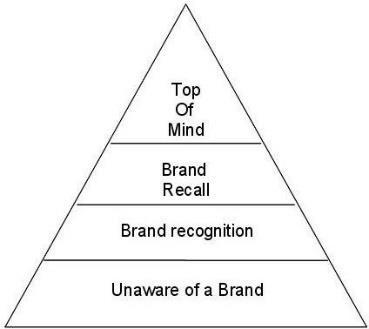 Top
Of
Mind
Brand
Recall
Brand recognition
Unaware of a Brand